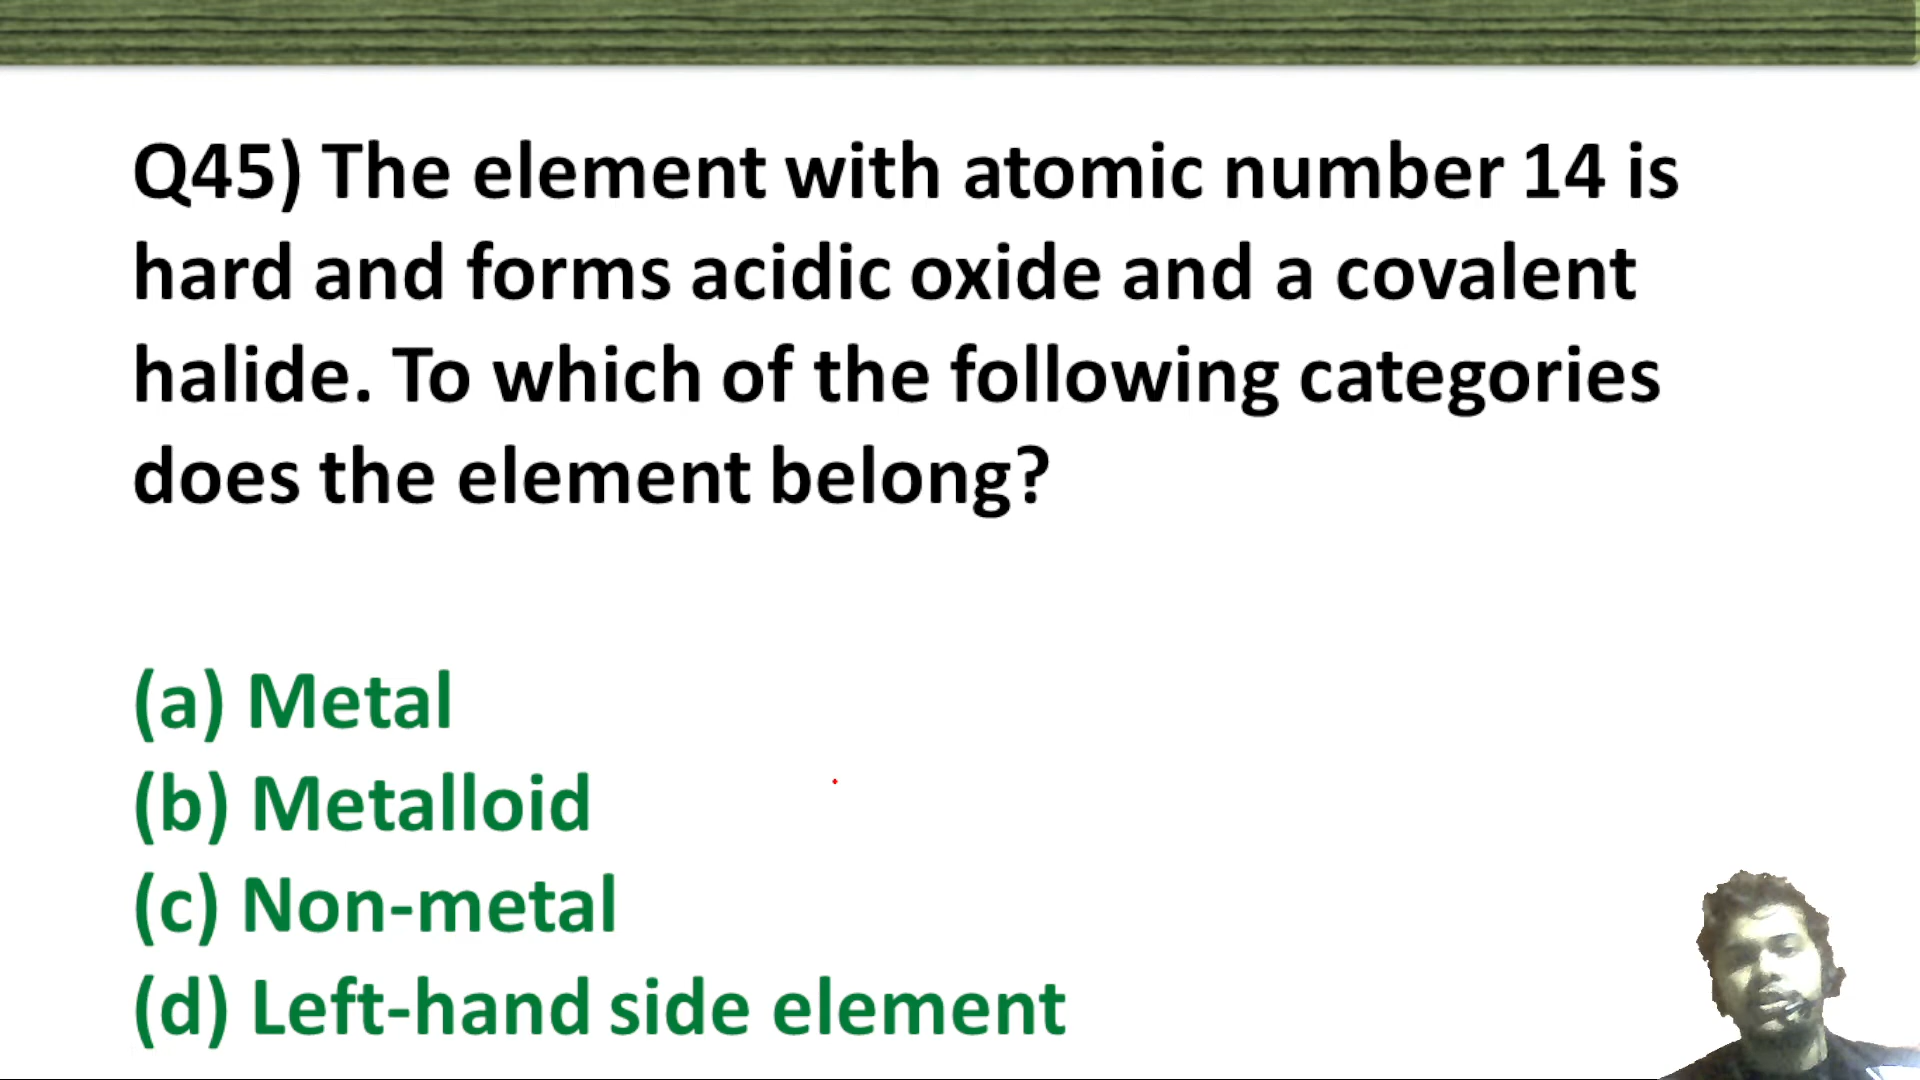 Q45) The element with atomic number 14 is
hard and forms acidic oxide and a covalent
halide. To which of the following categories
does the element belong?
(a) Metal
(b) Metalloid
(c) Non-metal
(d) Left-hand side element